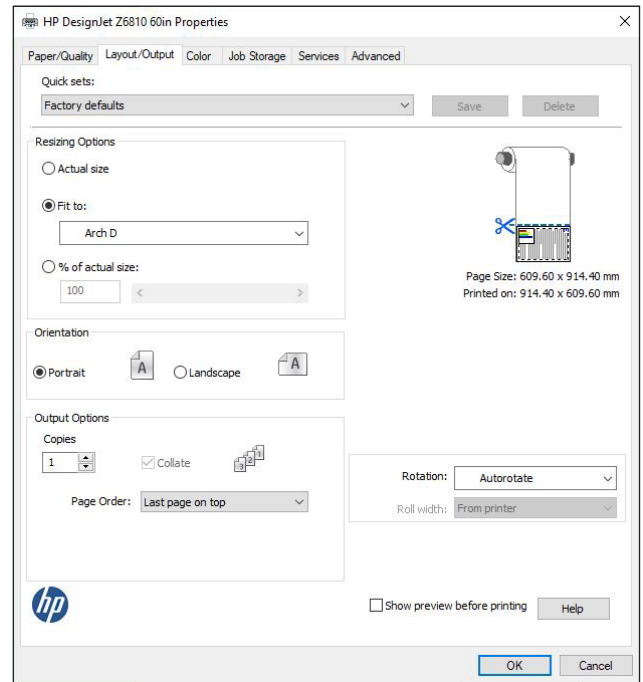 HP DesignJet Z6810 60in Properties
Paper/Quality Layout/Output Color Job Storage Services Advanced
Quick sets:
Factory defaults
Save
Delete
Resizing Options
Actual size
Fit to:
Arch D
% of actual size:
100
Page Size: 609.60 x 914.40 mm
Printed on: 914.40 x 609.60 mm
Orientation
Portrait
A
Landscape
A
Output Options
Copies
1
Collate
3 2 1
Page Order: Last page on top
Rotation: Autorotate
Roll width: From printer
hp
Show preview before printing
Help
OK
Cancel